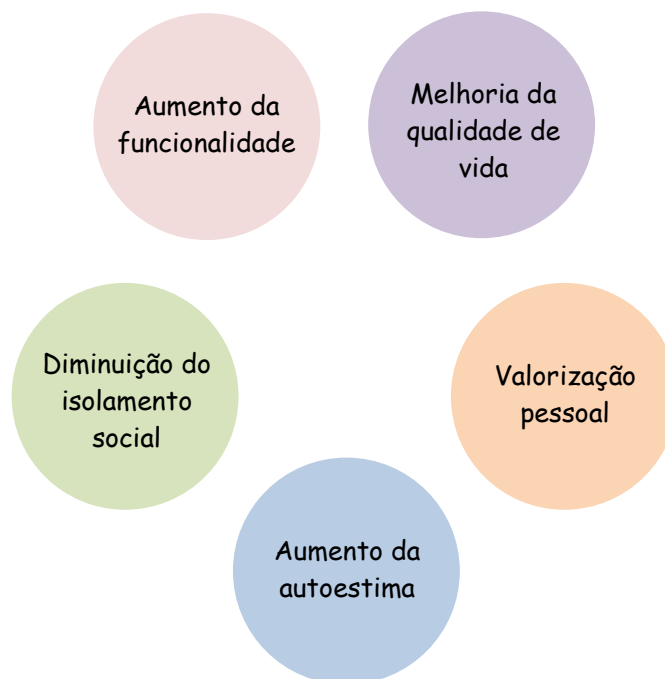 Aumento da
funcionalidade
Melhoria da
qualidade de
vida
Diminuição do
isolamento
social
Valorização
pessoal
Aumento da
autoestima